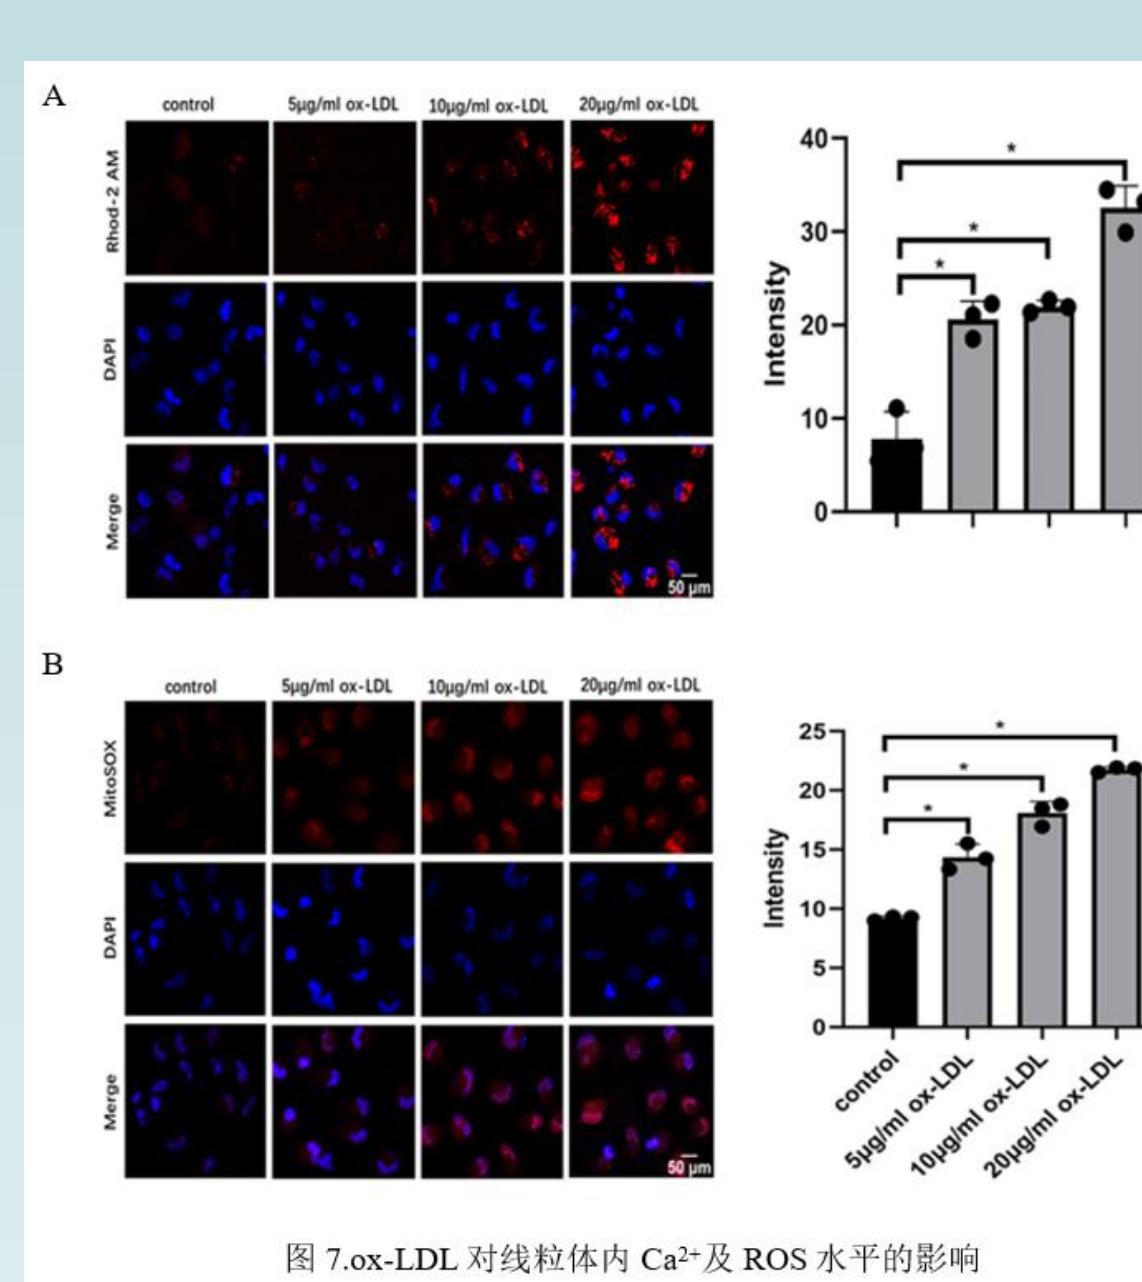 A
control 5μg/ml ox-LDL 10μg/ml ox-LDL 20μg/ml ox-LDL
Rhod-2 AM
DAPI
Merge
50 μm
Intensity
40
30
20
10
0
*
*
*
B
control 5μg/ml ox-LDL 10μg/ml ox-LDL 20μg/ml ox-LDL
MitoSOX
DAPI
Merge
50 μm
Intensity
25
20
15
10
5
0
*
*
*
control
5μg/ml ox-LDL
10μg/ml ox-LDL
20μg/ml ox-LDL
图 7.ox-LDL 对线粒体内 Ca²⁺及 ROS 水平的影响